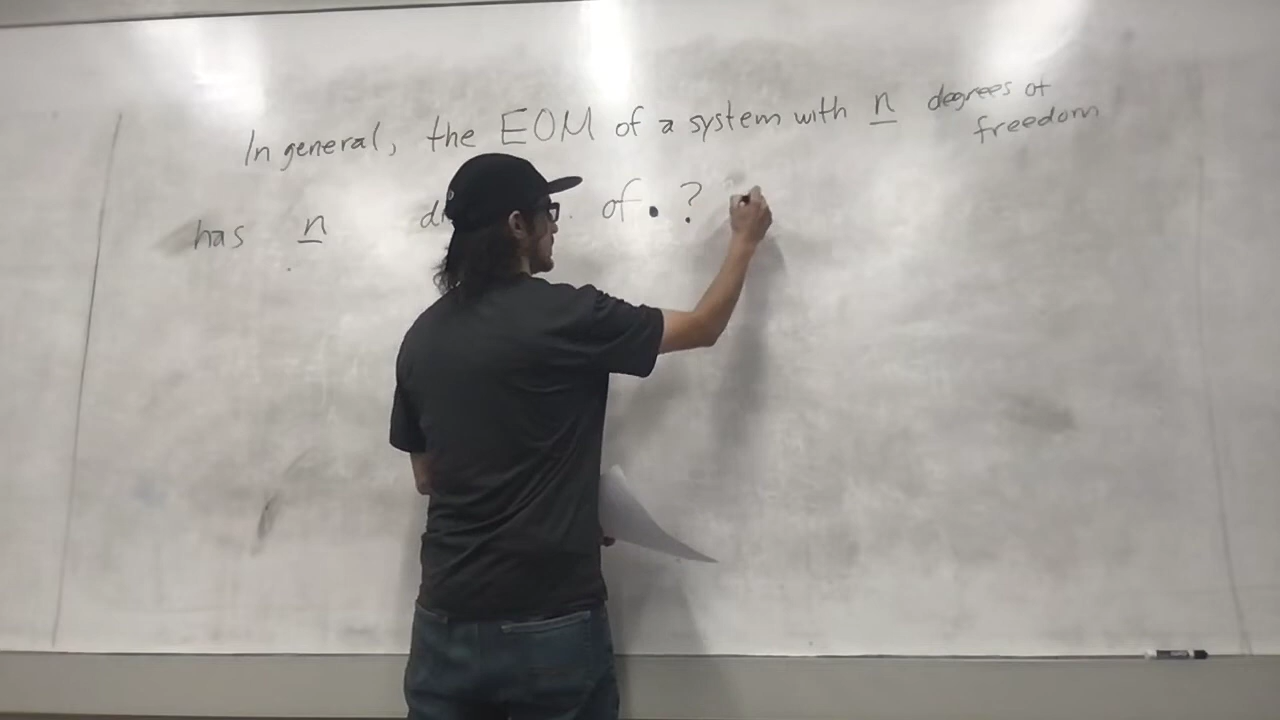 In general, the EOM of a system with n degrees of
freedom
has n of. ?